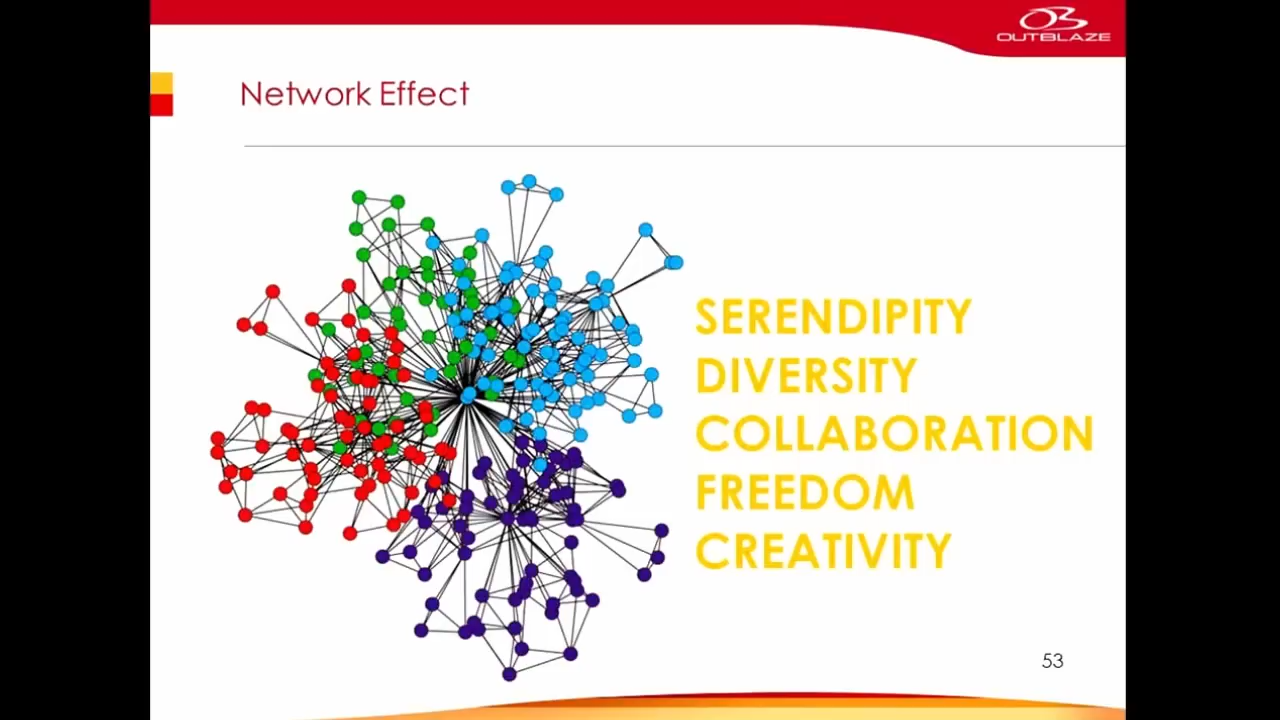 OUTBLAZE
Network Effect
SERENDIPITY
DIVERSITY
COLLABORATION
FREEDOM
CREATIVITY
53